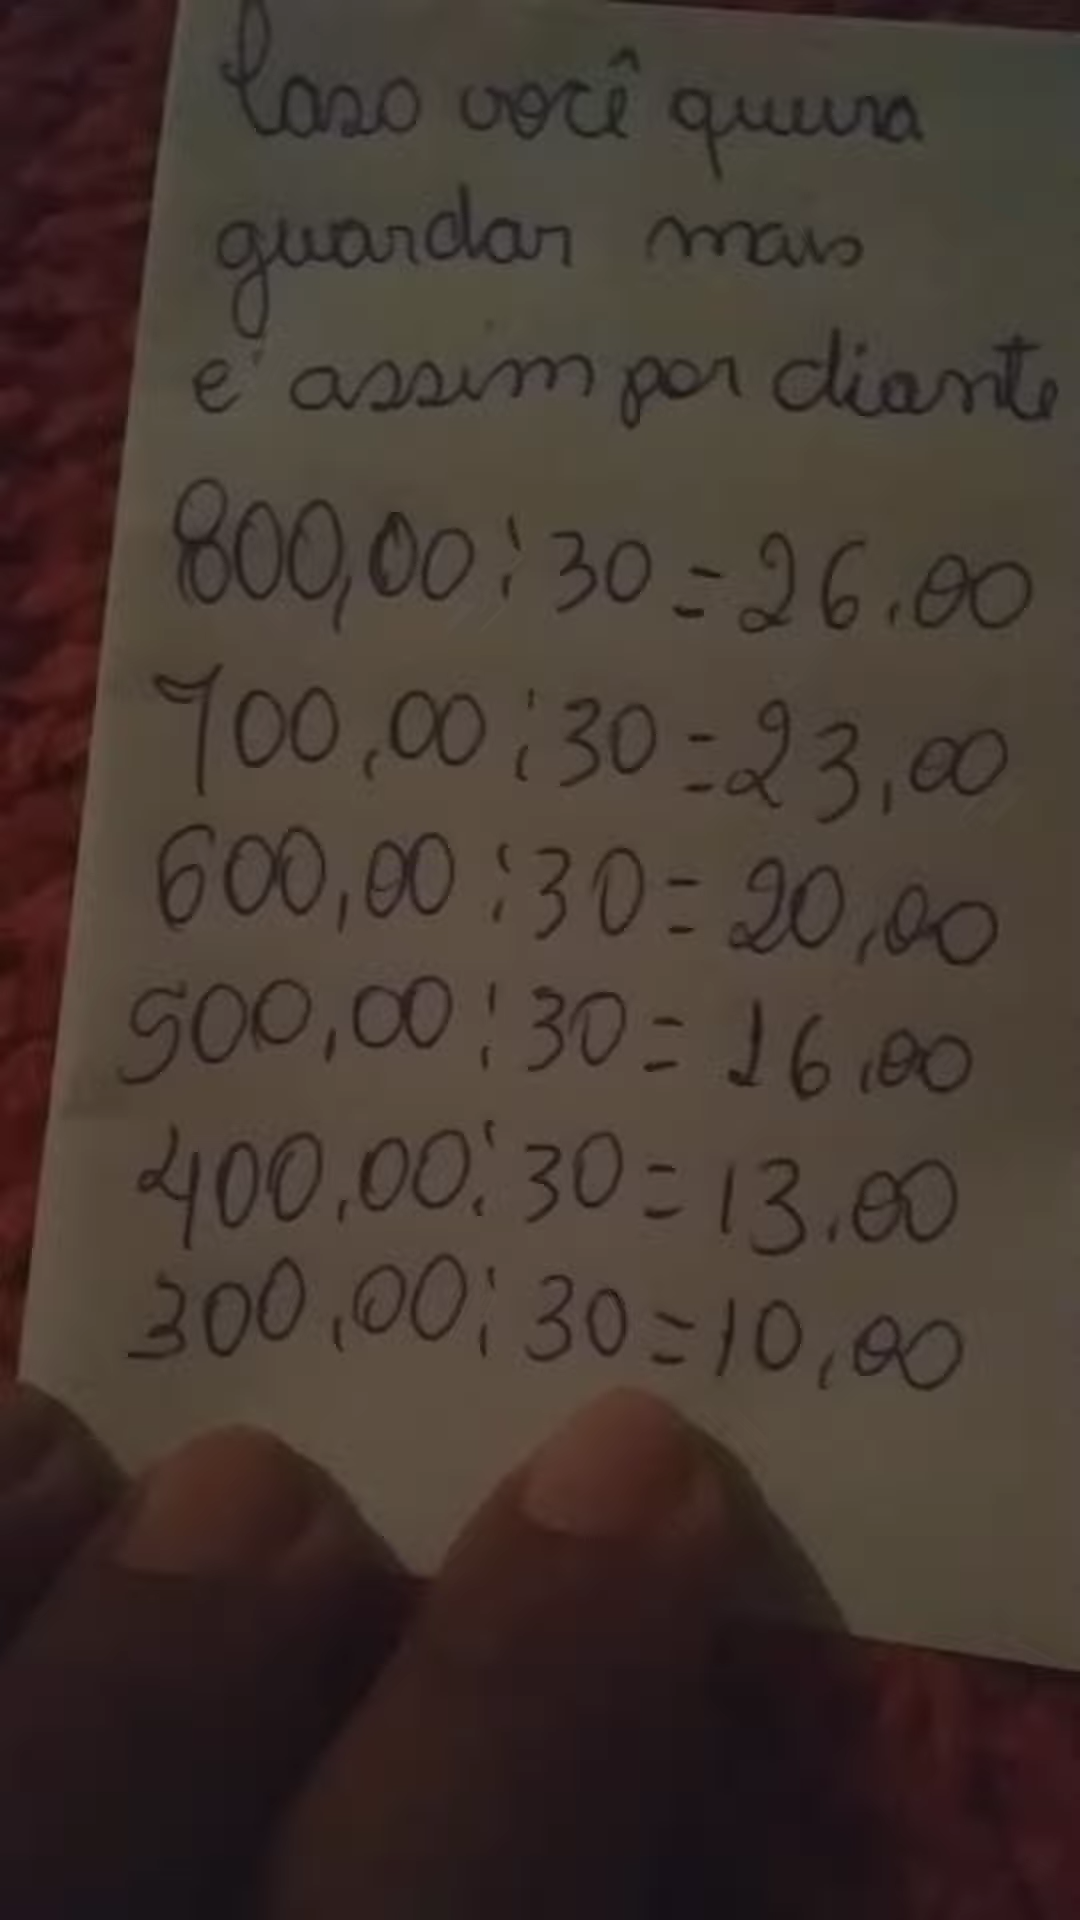 Caso você queira
guardar mais
e assim por diante
800,00 : 30 = 26.00
700,00 : 30 = 23,00
600,00 : 30 = 20,00
500,00 : 30 = 16,00
400,00 : 30 = 13.00
300,00 : 30 = 10,00